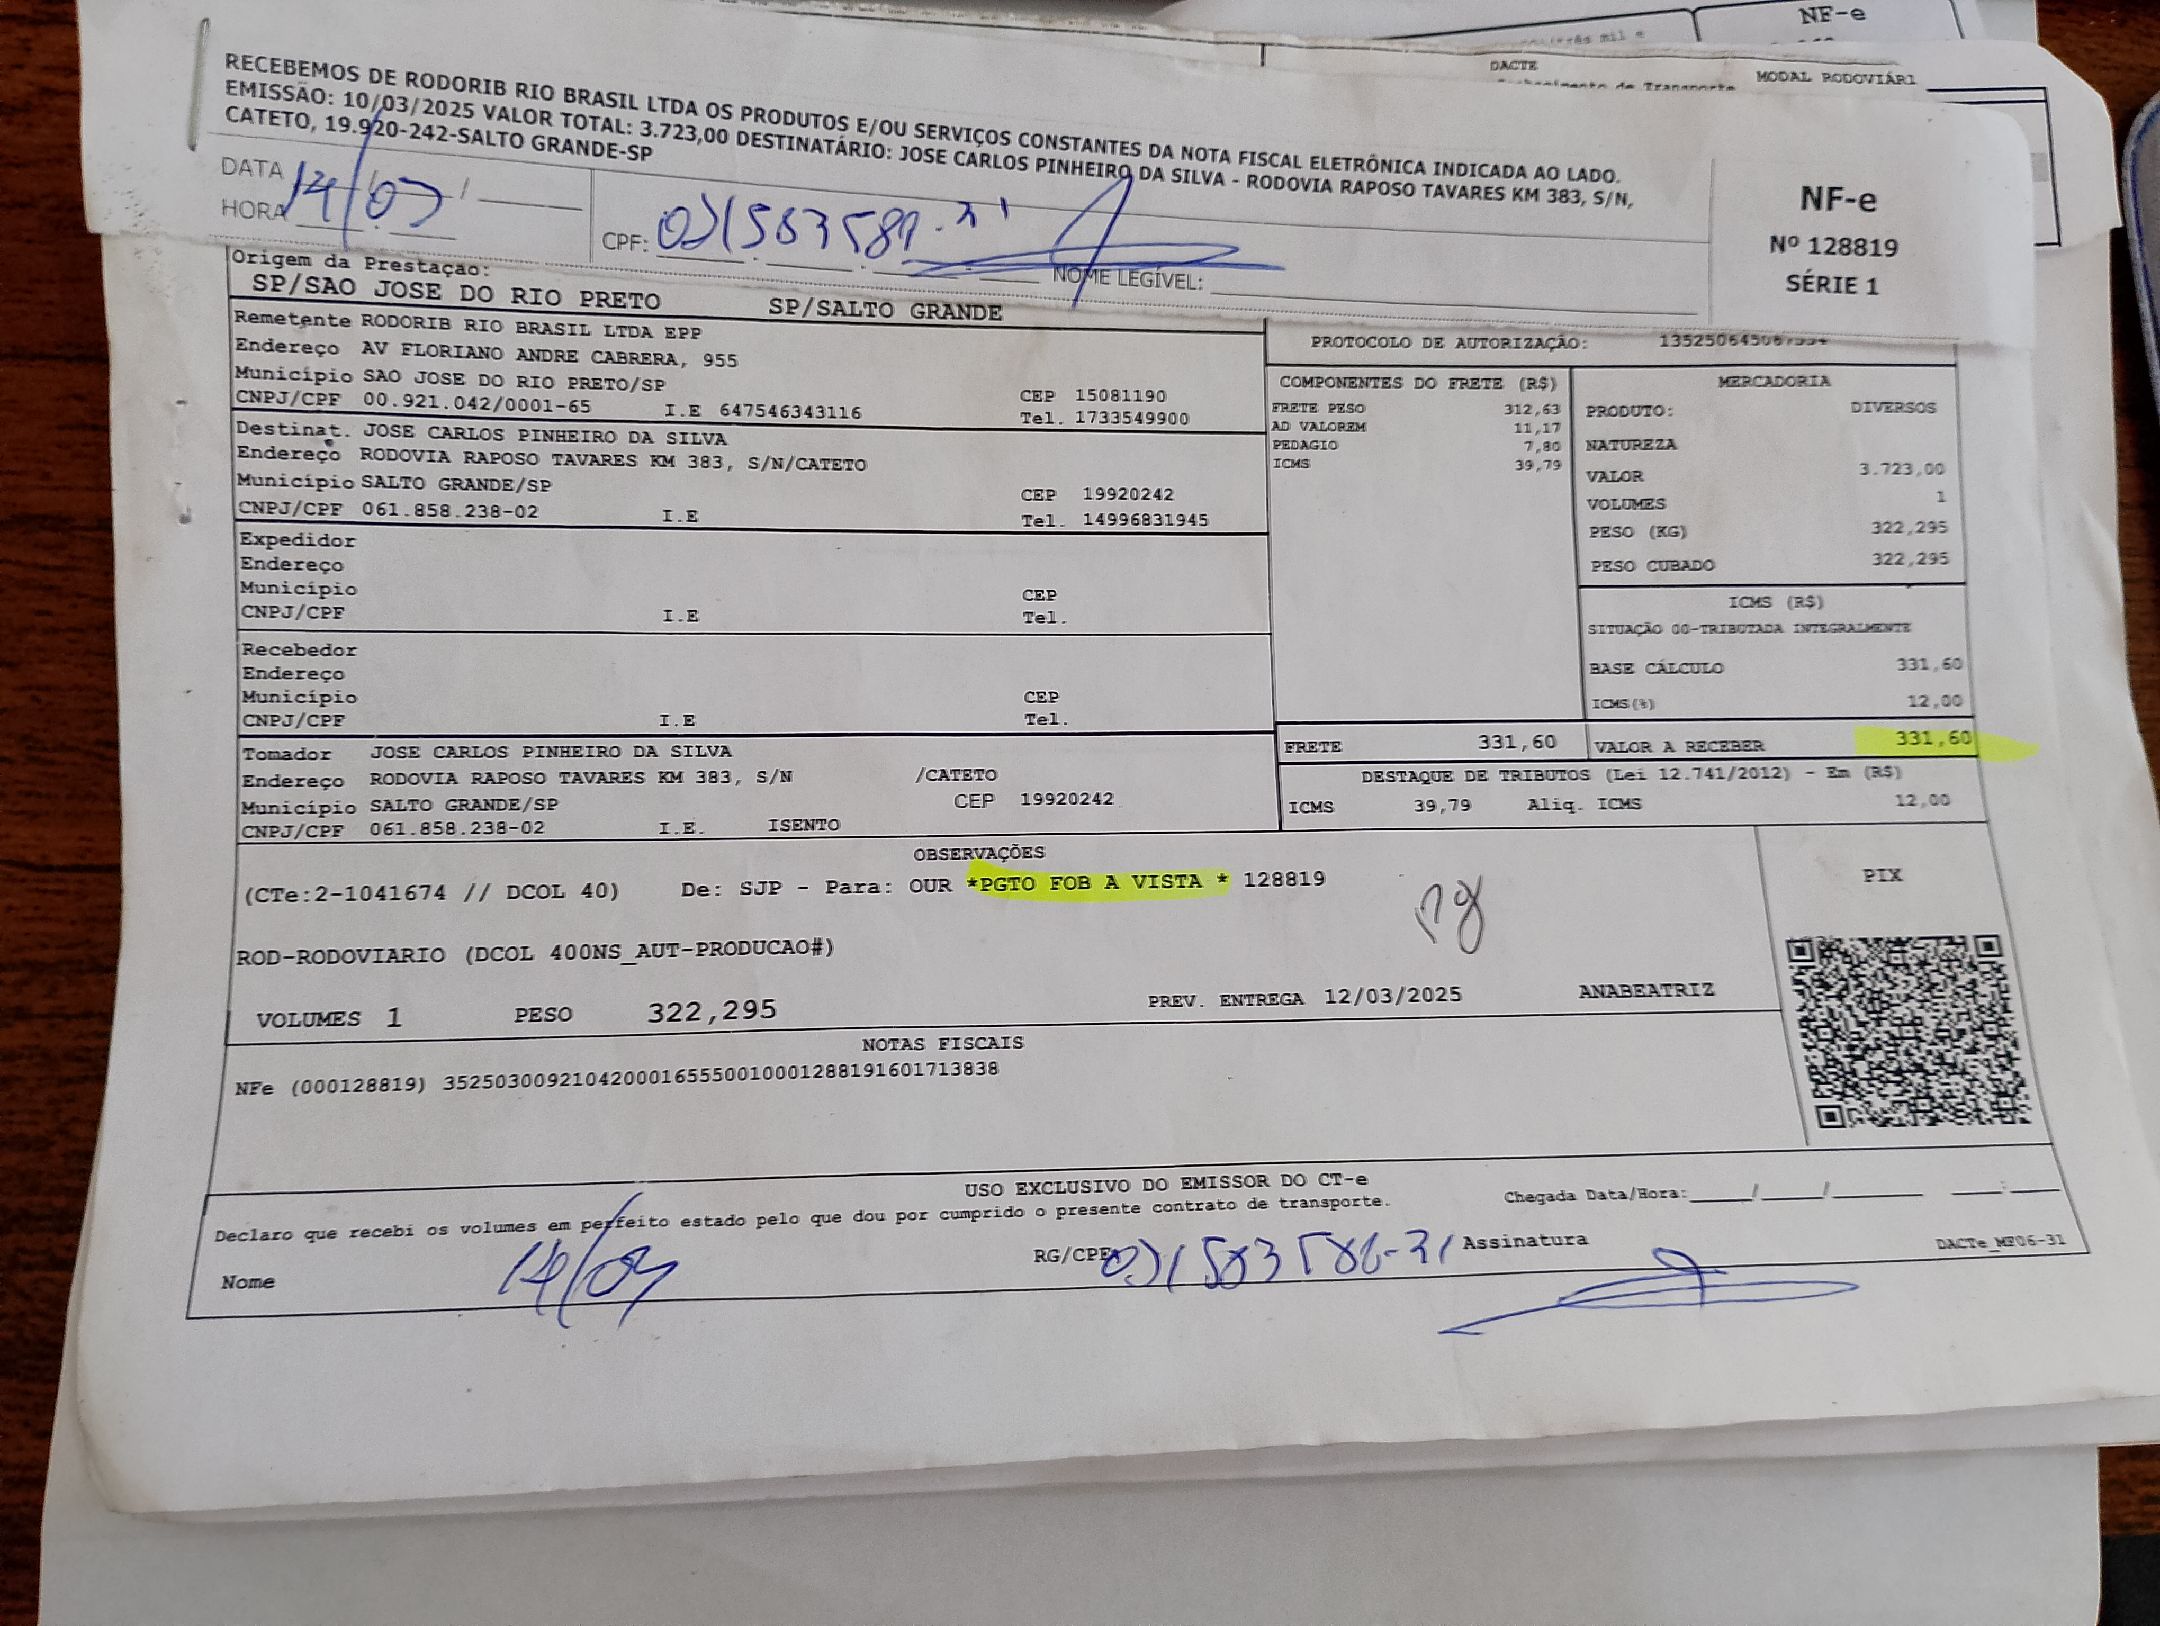 NF-e
DACTE
MODAL RODOVIÁRI
RECEBEMOS DE RODORIB RIO BRASIL LTDA OS PRODUTOS E/OU SERVIÇOS CONSTANTES DA NOTA FISCAL ELETRÔNICA INDICADA AO LADO.
EMISSÃO: 10/03/2025 VALOR TOTAL: 3.723,00 DESTINATÁRIO: JOSE CARLOS PINHEIRO DA SILVA - RODOVIA RAPOSO TAVARES KM 383, S/N,
CATETO, 19.920-242-SALTO GRANDE-SP
DATA 14/03
HORA
CPF:
NOME LEGÍVEL:
NF-e
Nº 128819
SÉRIE 1
Origem da Prestação:
SP/SAO JOSE DO RIO PRETO SP/SALTO GRANDE
Remetente RODORIB RIO BRASIL LTDA EPP
Endereço AV FLORIANO ANDRE CABRERA, 955
Município SAO JOSE DO RIO PRETO/SP CEP 15081190
CNPJ/CPF 00.921.042/0001-65 I.E 647546343116 Tel. 1733549900
Destinat. JOSE CARLOS PINHEIRO DA SILVA
Endereço RODOVIA RAPOSO TAVARES KM 383, S/N/CATETO
Município SALTO GRANDE/SP CEP 19920242
CNPJ/CPF 061.858.238-02 I.E Tel. 14996831945
Expedidor
Endereço
Município CEP
CNPJ/CPF I.E Tel.
Recebedor
Endereço
Município CEP
CNPJ/CPF I.E Tel.
Tomador JOSE CARLOS PINHEIRO DA SILVA
Endereço RODOVIA RAPOSO TAVARES KM 383, S/N /CATETO
Município SALTO GRANDE/SP CEP 19920242
CNPJ/CPF 061.858.238-02 I.E. ISENTO
PROTOCOLO DE AUTORIZAÇÃO:
COMPONENTES DO FRETE (R$)
FRETE PESO 312,63
AD VALOREM 11,17
PEDAGIO 7,80
ICMS 39,79
MERCADORIA
PRODUTO: DIVERSOS
NATUREZA
VALOR 3.723,00
VOLUMES 1
PESO (KG) 322,295
PESO CUBADO 322,295
ICMS (R$)
SITUAÇÃO 00-TRIBUTADA INTEGRALMENTE
BASE CÁLCULO 331,60
ICMS(%) 12,00
FRETE 331,60 VALOR A RECEBER 331,60
DESTAQUE DE TRIBUTOS (Lei 12.741/2012) - Em (R$)
ICMS 39,79 Aliq. ICMS 12,00
OBSERVAÇÕES
(CTe:2-1041674 // DCOL 40) De: SJP - Para: OUR *PGTO FOB A VISTA * 128819
PIX
ROD-RODOVIARIO (DCOL 400NS_AUT-PRODUCAO#)
VOLUMES 1 PESO 322,295 PREV. ENTREGA 12/03/2025 ANABEATRIZ
NOTAS FISCAIS
NFe (000128819) 35250300921042000165550010001288191601713838
USO EXCLUSIVO DO EMISSOR DO CT-e
Declaro que recebi os volumes em perfeito estado pelo que dou por cumprido o presente contrato de transporte.
Chegada Data/Hora: / / :
Nome 14/03
RG/CPF
Assinatura
DACTe_MF06-31